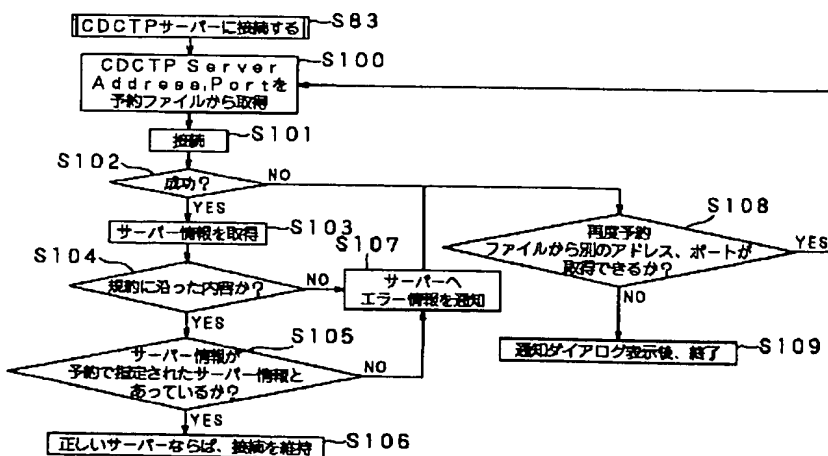 CDCTPサーバーに接続する
S83
S100
CDCTP Server
Address,Portを
予約ファイルから取得
S101
接続
S102
成功?
NO
YES
S103
サーバー情報を取得
S104
規約に沿った内容か?
NO
YES
S107
サーバーへ
エラー情報を通知
S108
再度予約
ファイルから別のアドレス、ポートが
取得できるか?
YES
NO
S105
サーバー情報が
予約で指定されたサーバー情報と
あっているか?
NO
YES
S109
通知ダイアログ表示後、終了
正しいサーバーならば、接続を維持
S106